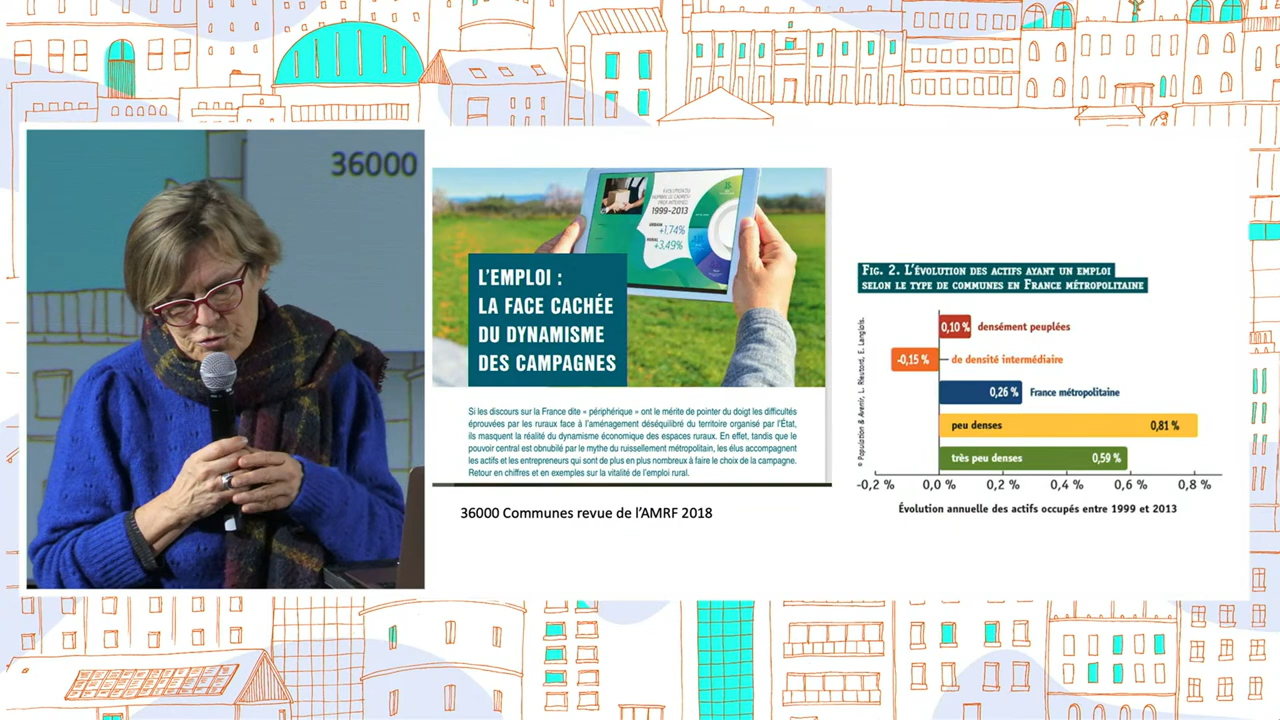 36000
1999-2013
+1,74%
+3,49%
L'EMPLOI :
LA FACE CACHÉE
DU DYNAMISME
DES CAMPAGNES
Si les discours sur la France dite « périphérique » ont le mérite de pointer du doigt les difficultés
éprouvées par les ruraux face à l'aménagement déséquilibré du territoire organisé par l'État,
ils masquent la réalité du dynamisme économique des espaces ruraux. En effet, tandis que le
pouvoir central est obnubilé par le mythe du ruissellement métropolitain, les élus accompagnent
les actifs et les entrepreneurs qui sont de plus en plus nombreux à faire le choix de la campagne.
Retour en chiffres et en exemples sur la vitalité de l'emploi rural.
36000 Communes revue de l'AMRF 2018
FIG. 2. L'ÉVOLUTION DES ACTIFS AYANT UN EMPLOI
SELON LE TYPE DE COMMUNES EN FRANCE MÉTROPOLITAINE
© Population & Avenir, L. Rieutord, E. Langlois.
0,10 % densément peuplées
-0,15 % de densité intermédiaire
0,26 % France métropolitaine
peu denses 0,81 %
très peu denses 0,59 %
-0,2 % 0,0 % 0,2 % 0,4 % 0,6 % 0,8 %
Évolution annuelle des actifs occupés entre 1999 et 2013